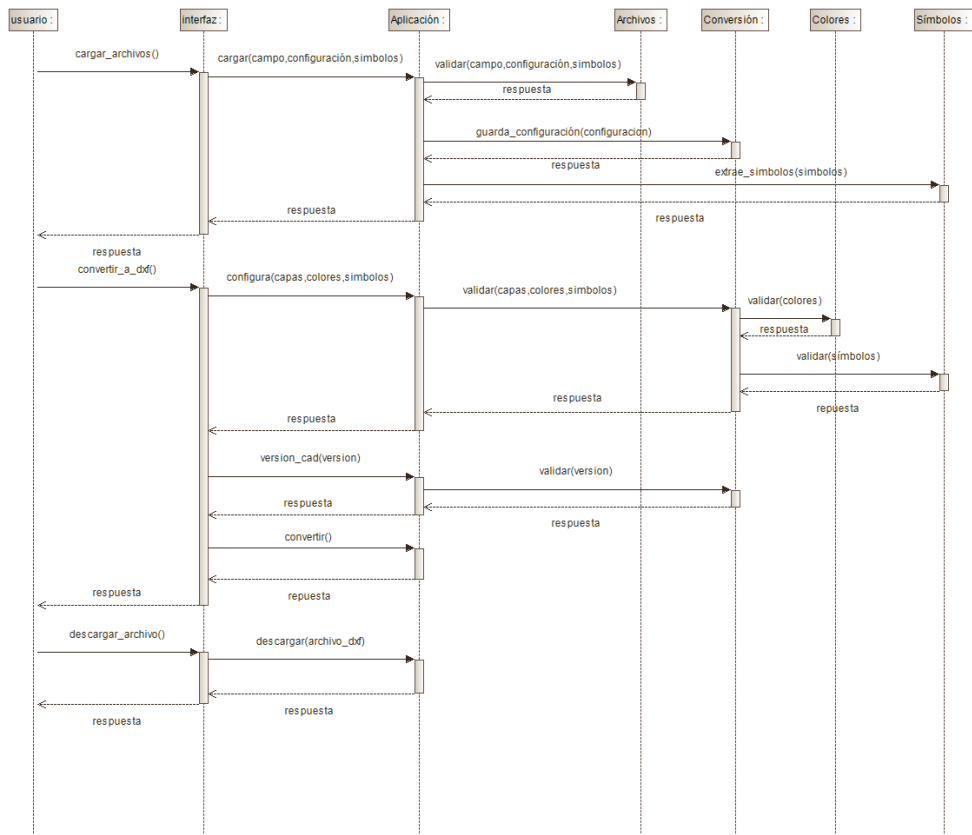 usuario :
interfaz :
Aplicación :
Archivos :
Conversión :
Colores :
Símbolos :
cargar_archivos()
cargar(campo,configuración,simbolos)
validar(campo,configuración,simbolos)
respuesta
guarda_configuración(configuracion)
respuesta
extrae_simbolos(simbolos)
respuesta
respuesta
respuesta
convertir_a_dxf()
configura(capas,colores,simbolos)
validar(capas,colores,simbolos)
validar(colores)
respuesta
validar(símbolos)
repuesta
respuesta
respuesta
version_cad(version)
validar(version)
respuesta
respuesta
convertir()
repuesta
respuesta
descargar_archivo()
descargar(archivo_dxf)
respuesta
respuesta